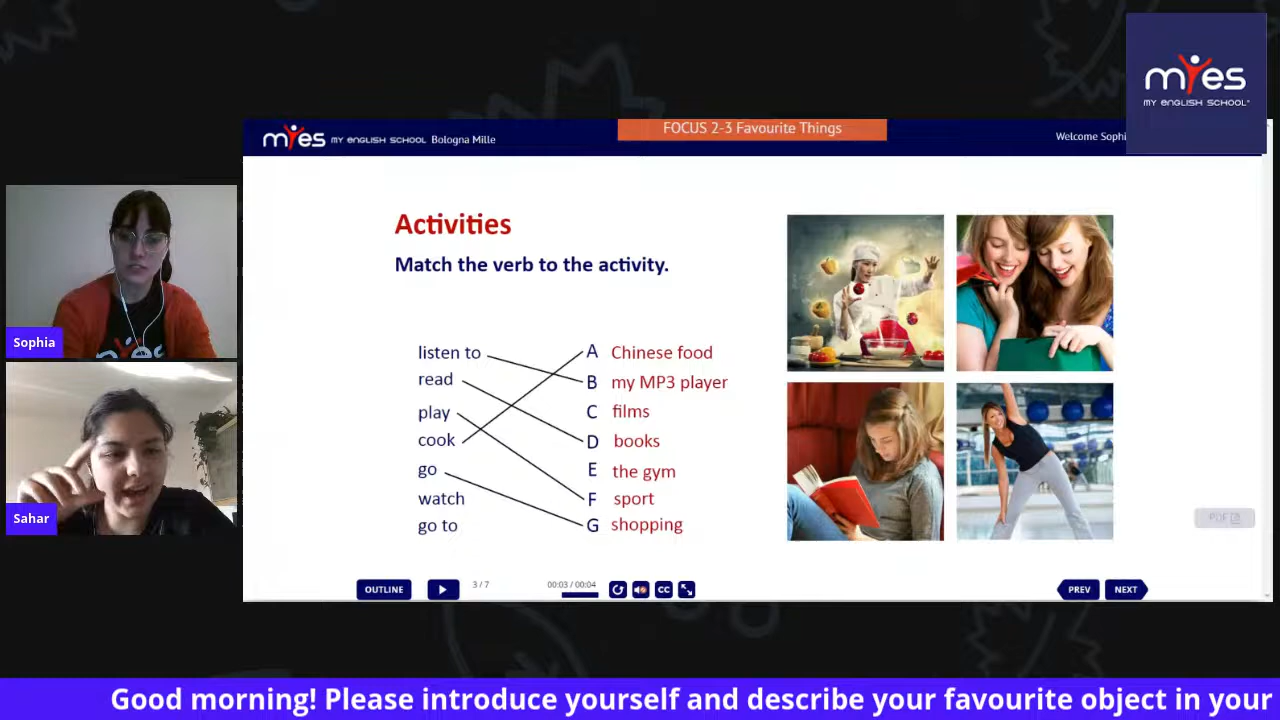 myes
MY ENGLISH SCHOOL
myes MY ENGLISH SCHOOL Bologna Mille
FOCUS 2-3 Favourite Things
Welcome Sophi
Activities
Match the verb to the activity.
listen to
read
play
cook
go
watch
go to
A Chinese food
B my MP3 player
C films
D books
E the gym
F sport
G shopping
Sophia
Sahar
PDF
OUTLINE
3 / 7
00:03 / 00:04
CC
PREV
NEXT
Good morning! Please introduce yourself and describe your favourite object in your